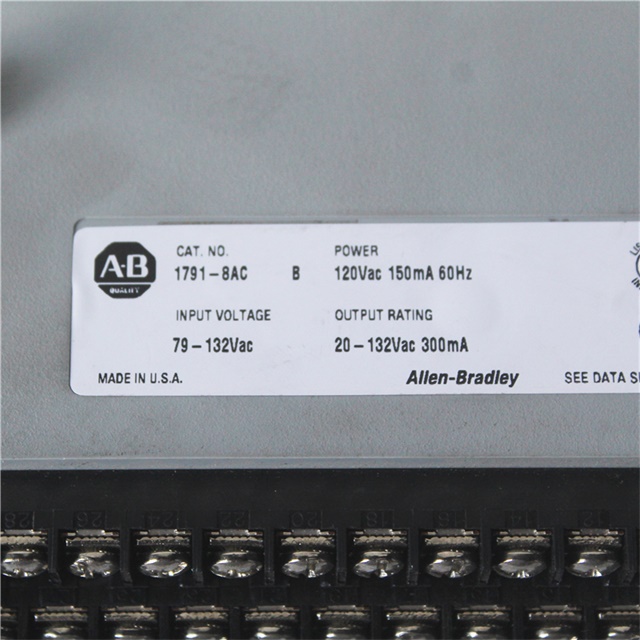 A-B
QUALITY
CAT. NO.
1791-8AC B
POWER
120Vac 150mA 60Hz
INPUT VOLTAGE
79-132Vac
OUTPUT RATING
20-132Vac 300mA
MADE IN U.S.A.
Allen-Bradley
SEE DATA